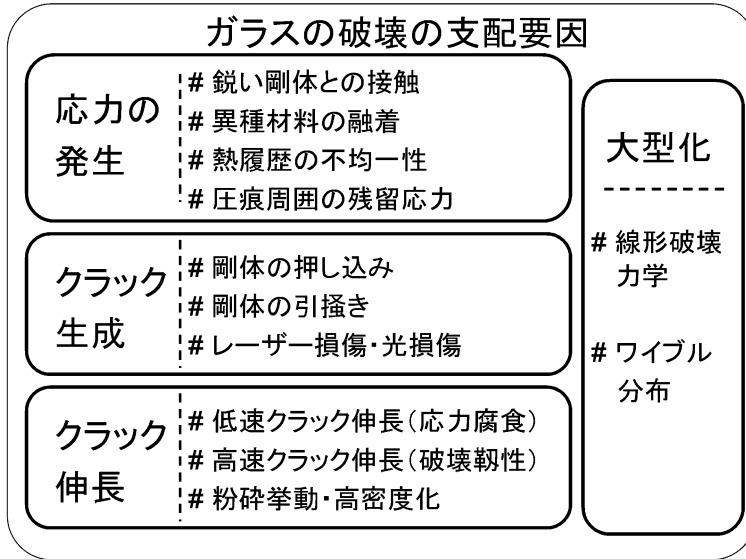 ガラスの破壊の支配要因
応力の
発生
# 鋭い剛体との接触
# 異種材料の融着
# 熱履歴の不均一性
# 圧痕周囲の残留応力
クラック
生成
# 剛体の押し込み
# 剛体の引掻き
# レーザー損傷・光損傷
クラック
伸長
# 低速クラック伸長（応力腐食）
# 高速クラック伸長（破壊靱性）
# 粉砕挙動・高密度化
大型化
# 線形破壊
力学
# ワイブル
分布